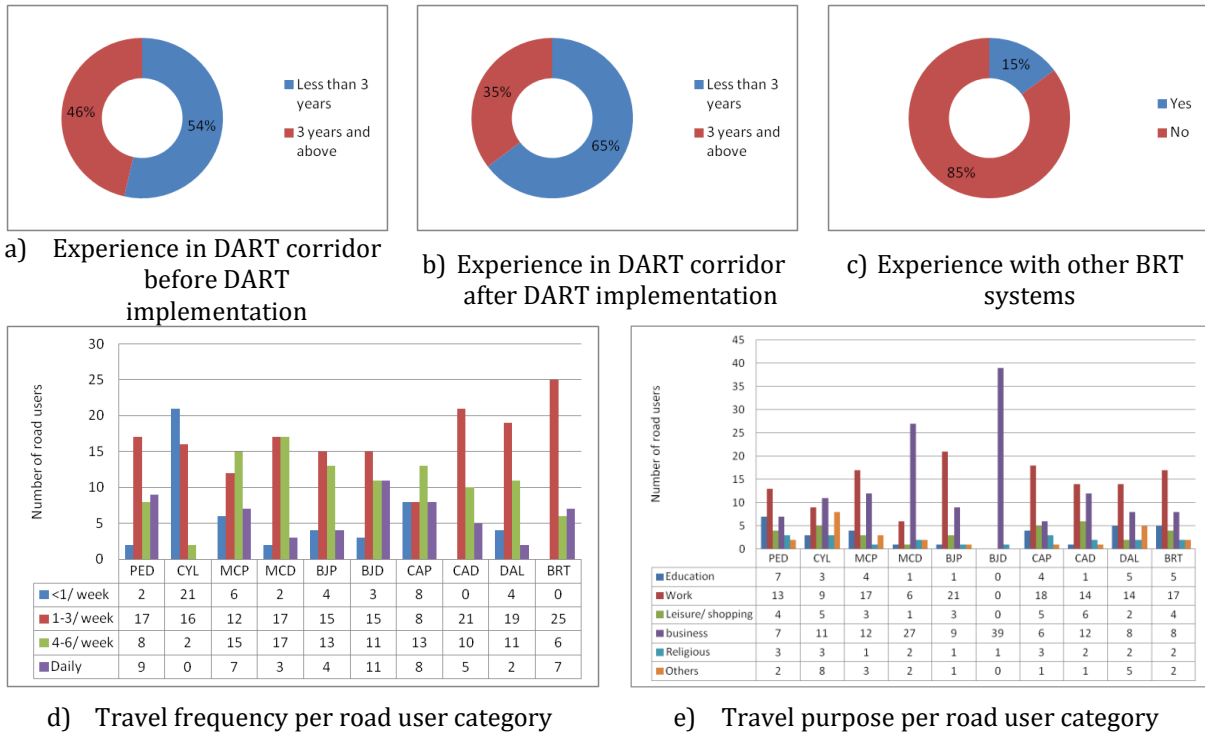 46%
54%
Less than 3
years
3 years and
above
35%
65%
Less than 3
years
3 years and
above
15%
85%
Yes
No
a) Experience in DART corridor
before DART
implementation
b) Experience in DART corridor
after DART implementation
c) Experience with other BRT
systems
Number of road users
30
25
20
15
10
5
0
PED CYL MCP MCD BJP BJD CAP CAD DAL BRT
<1/ week 2 21 6 2 4 3 8 0 4 0
1-3/ week 17 16 12 17 15 15 8 21 19 25
4-6/ week 8 2 15 17 13 11 13 10 11 6
Daily 9 0 7 3 4 11 8 5 2 7
d) Travel frequency per road user category
Number of road users
45
40
35
30
25
20
15
10
5
0
PED CYL MCP MCD BJP BJD CAP CAD DAL BRT
Education 7 3 4 1 1 0 4 1 5 5
Work 13 9 17 6 21 0 18 14 14 17
Leisure/ shopping 4 5 3 1 3 0 5 6 2 4
business 7 11 12 27 9 39 6 12 8 8
Religious 3 3 1 2 1 1 3 2 2 2
Others 2 8 3 2 1 0 1 1 5 2
e) Travel purpose per road user category